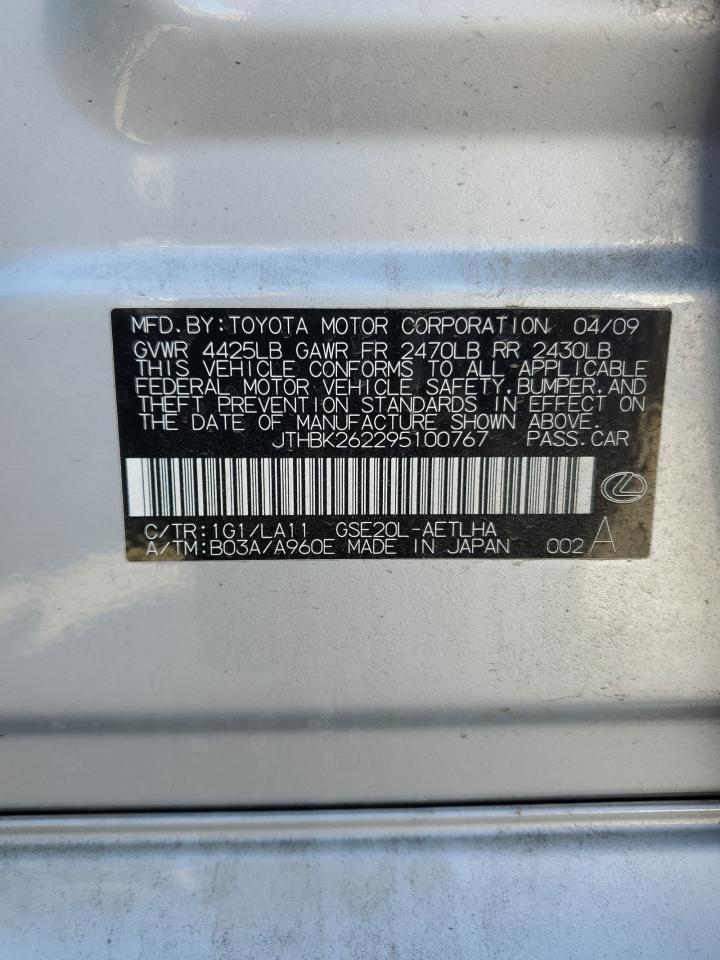 MFD.BY:TOYOTA MOTOR CORPORATION 04/09
GVWR 4425LB GAWR FR 2470LB RR 2430LB
THIS VEHICLE CONFORMS TO ALL APPLICABLE
FEDERAL MOTOR VEHICLE SAFETY,BUMPER,AND
THEFT PREVENTION STANDARDS IN EFFECT ON
THE DATE OF MANUFACTURE SHOWN ABOVE.
JTHBK262295100767 PASS.CAR
C/TR:1G1/LA11 GSE20L-AETLHA
A/TM:B03A/A960E MADE IN JAPAN 002 A